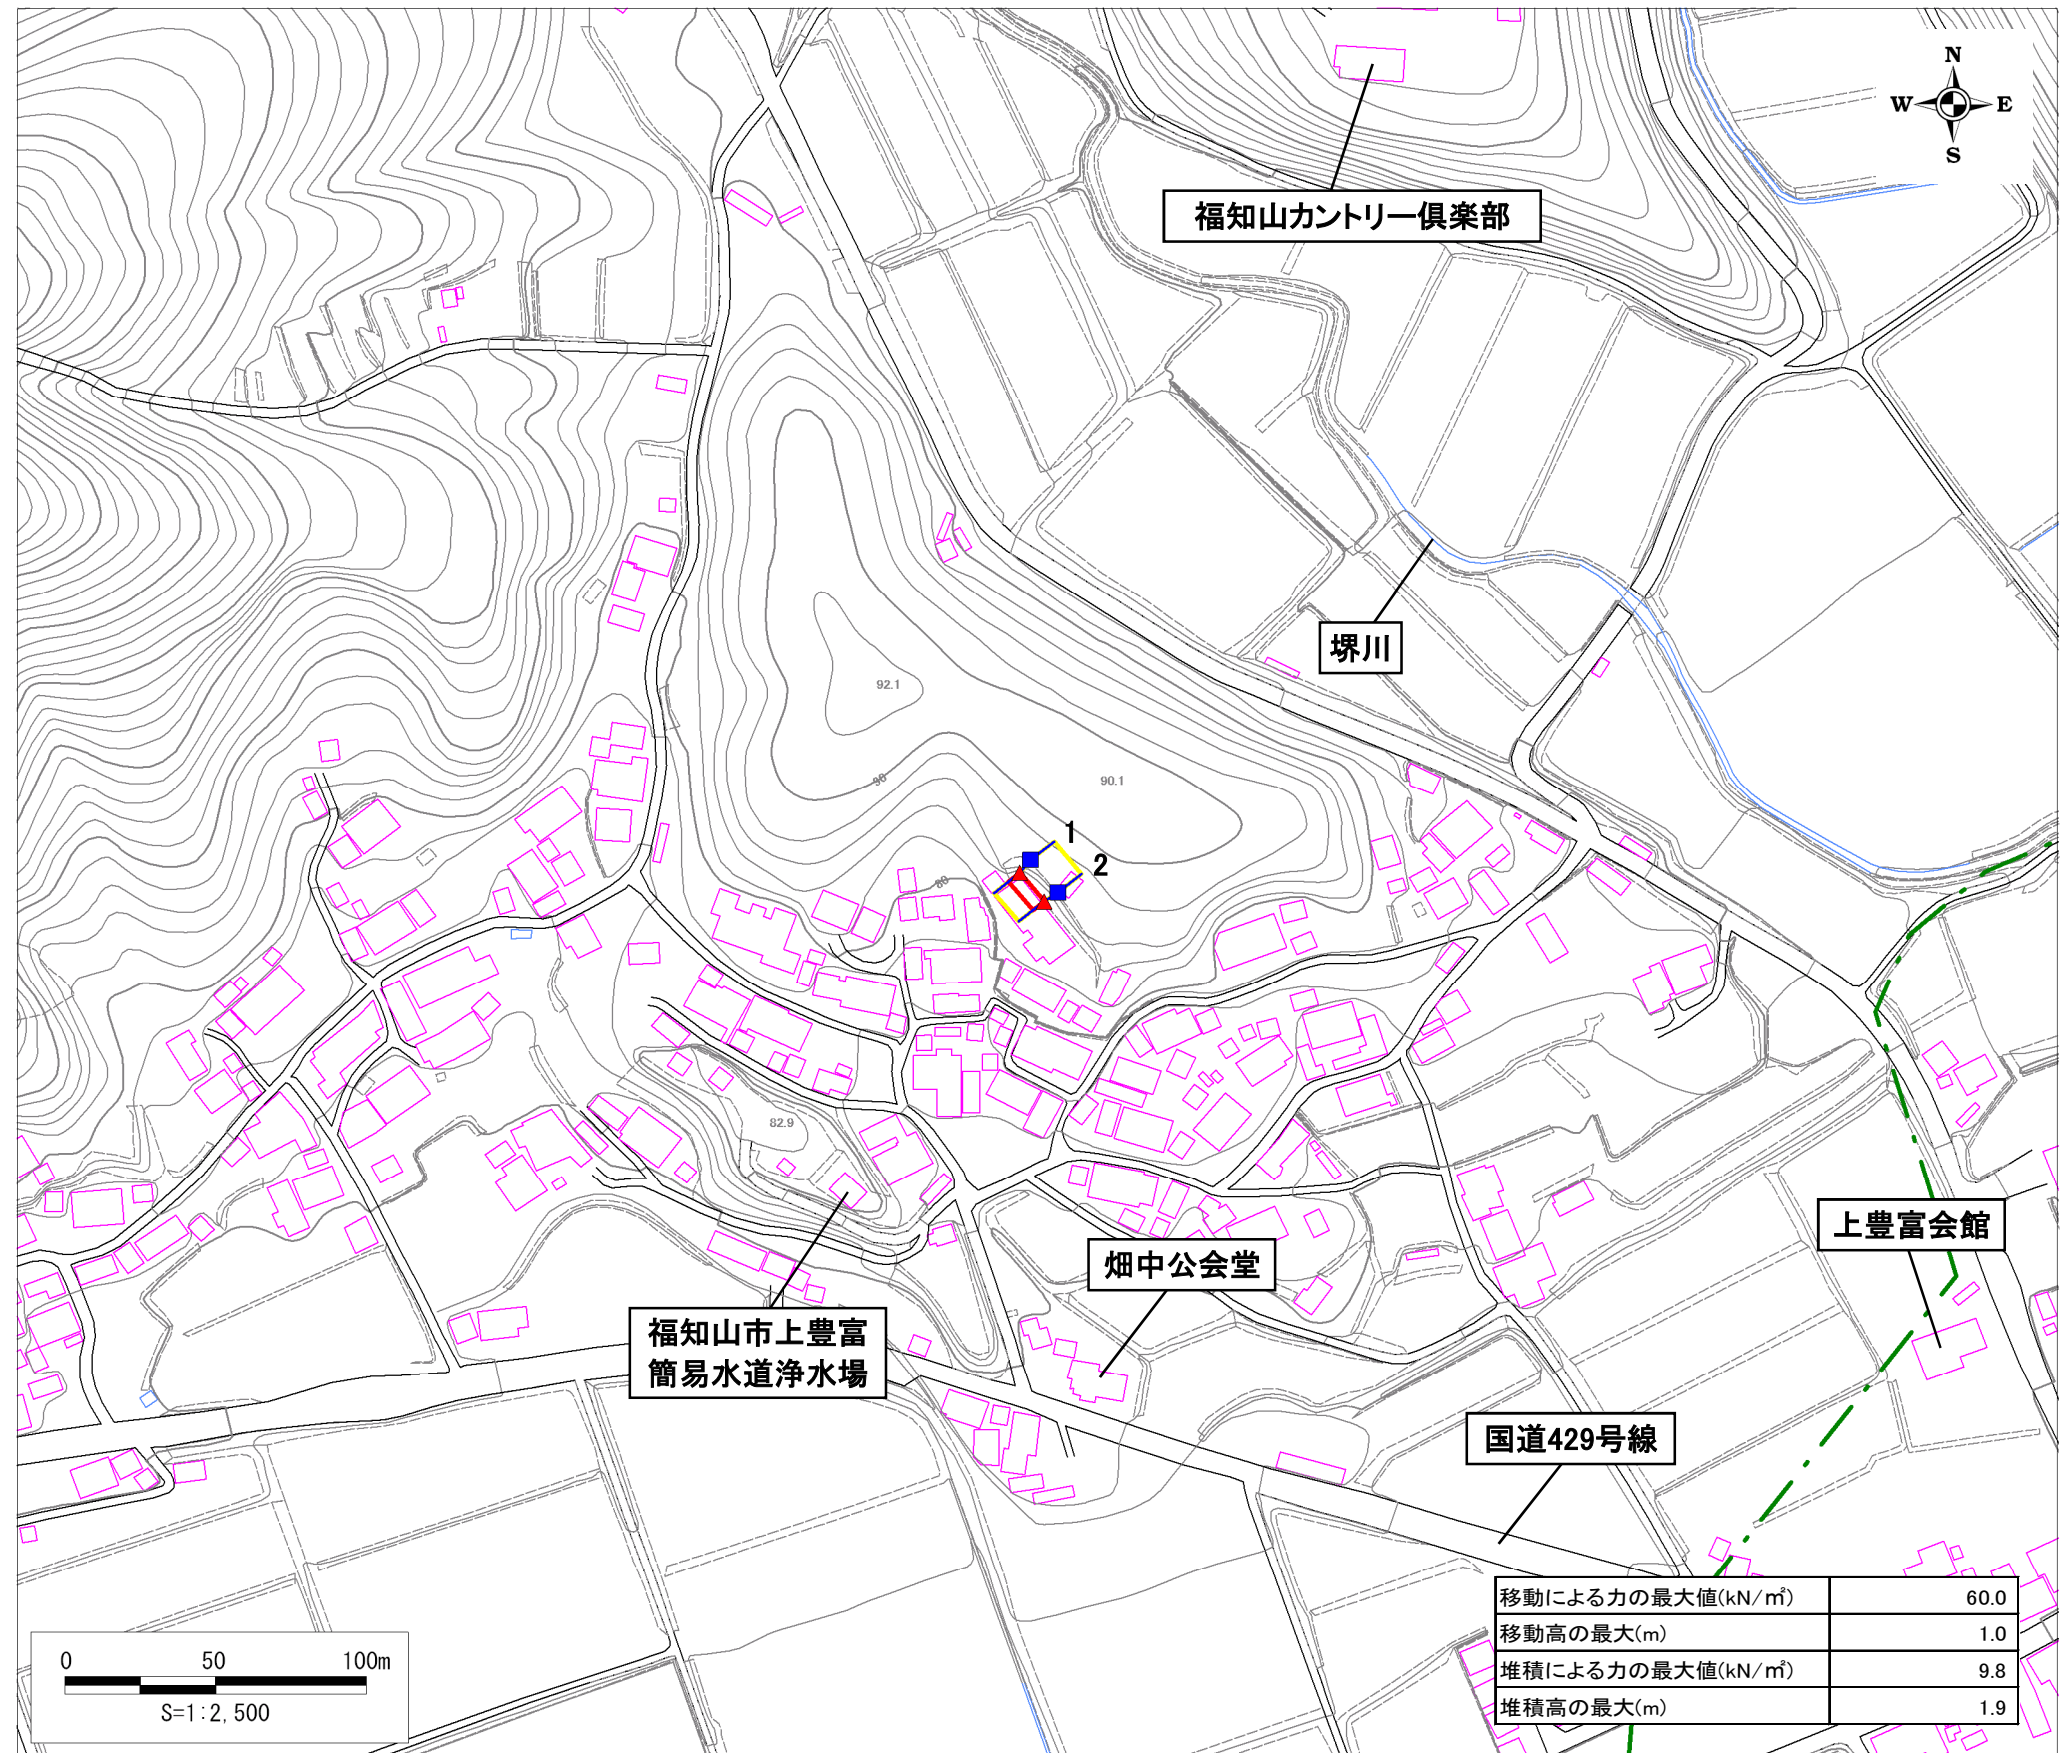 N
W E
S
福知山カントリー倶楽部
堺川
92.1
90
90.1
1
2
80
82.9
上豊富会館
畑中公会堂
福知山市上豊富
簡易水道浄水場
国道429号線
移動による力の最大値(kN/㎡) 60.0
移動高の最大(m) 1.0
堆積による力の最大値(kN/㎡) 9.8
堆積高の最大(m) 1.9
0 50 100m
S=1:2,500